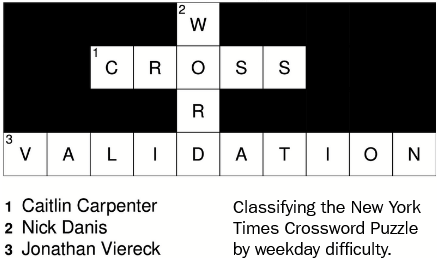 2 W
1 C R O S S
R
3 V A L I D A T I O N
1 Caitlin Carpenter
2 Nick Danis
3 Jonathan Viereck
Classifying the New York
Times Crossword Puzzle
by weekday difficulty.